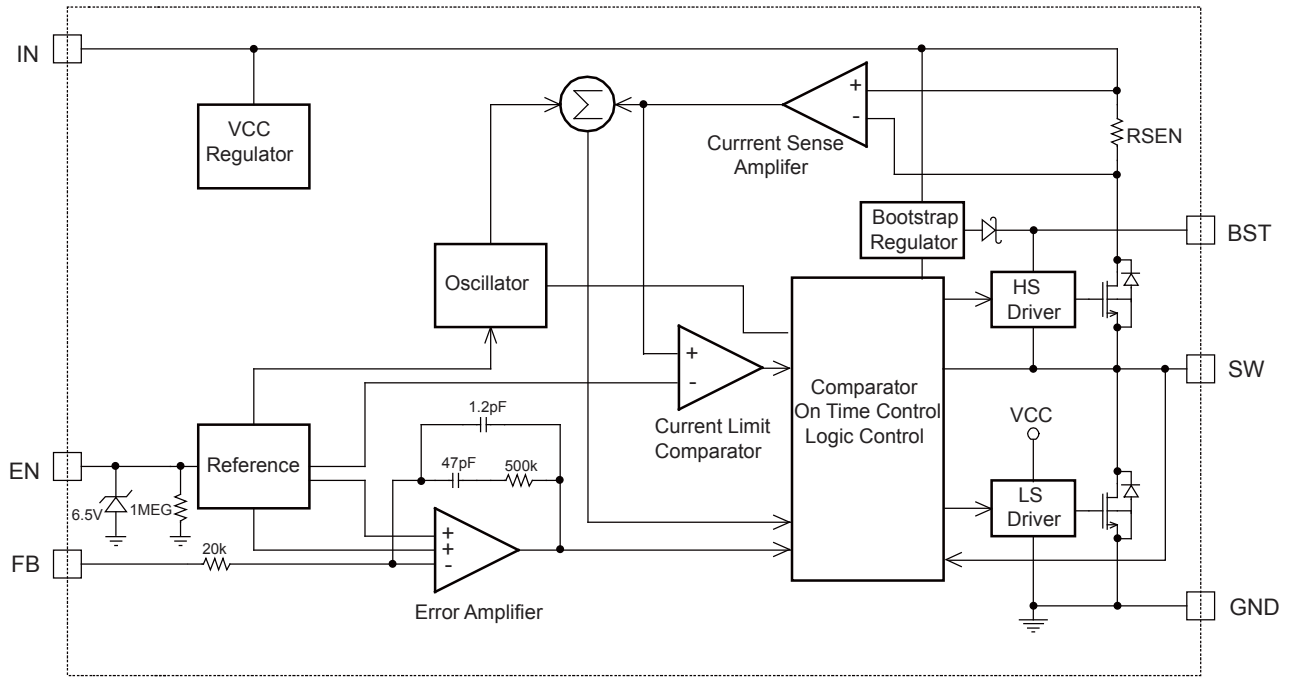 IN
VCC
Regulator
Σ
+
-
Currrent Sense
Amplifer
RSEN
Bootstrap
Regulator
BST
Oscillator
HS
Driver
+
-
Current Limit
Comparator
Comparator
On Time Control
Logic Control
SW
VCC
1.2pF
47pF
500k
EN
Reference
6.5V
1MEG
LS
Driver
FB
20k
+
+
-
Error Amplifier
GND